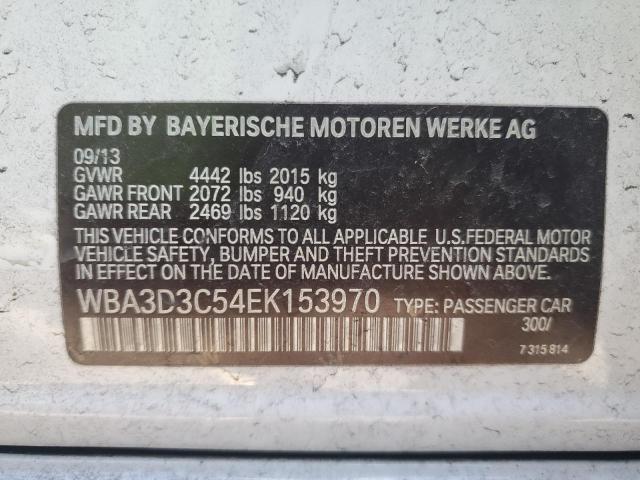 MFD BY BAYERISCHE MOTOREN WERKE AG
09/13
GVWR 4442 lbs 2015 kg
GAWR FRONT 2072 lbs 940 kg
GAWR REAR 2469 lbs 1120 kg
THIS VEHICLE CONFORMS TO ALL APPLICABLE U.S.FEDERAL MOTOR
VEHICLE SAFETY, BUMPER AND THEFT PREVENTION STANDARDS
IN EFFECT ON THE DATE OF MANUFACTURE SHOWN ABOVE.
WBA3D3C54EK153970 TYPE: PASSENGER CAR
300/
7 315 814